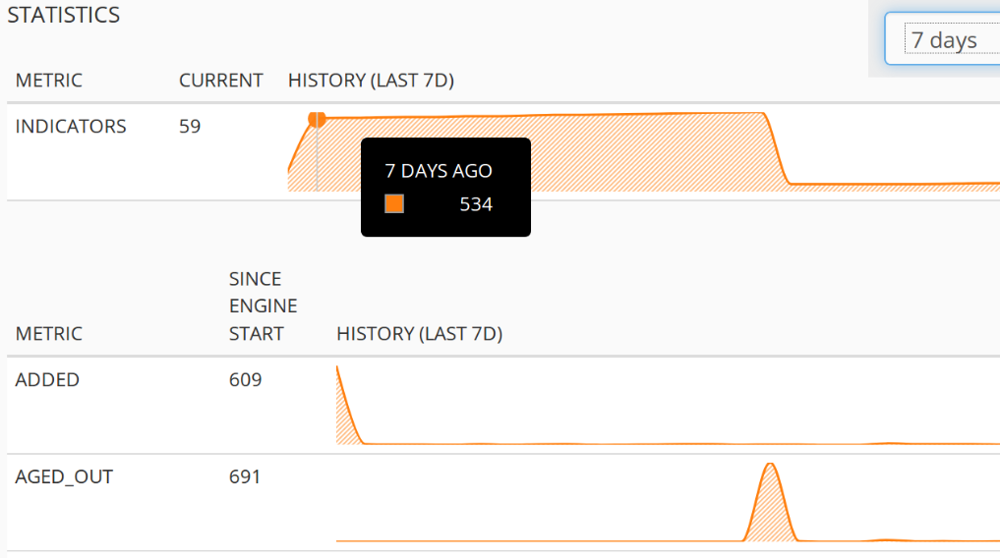 STATISTICS
7 days
METRIC CURRENT HISTORY (LAST 7D)
INDICATORS 59
7 DAYS AGO
534
SINCE
ENGINE
METRIC START HISTORY (LAST 7D)
ADDED 609
AGED_OUT 691